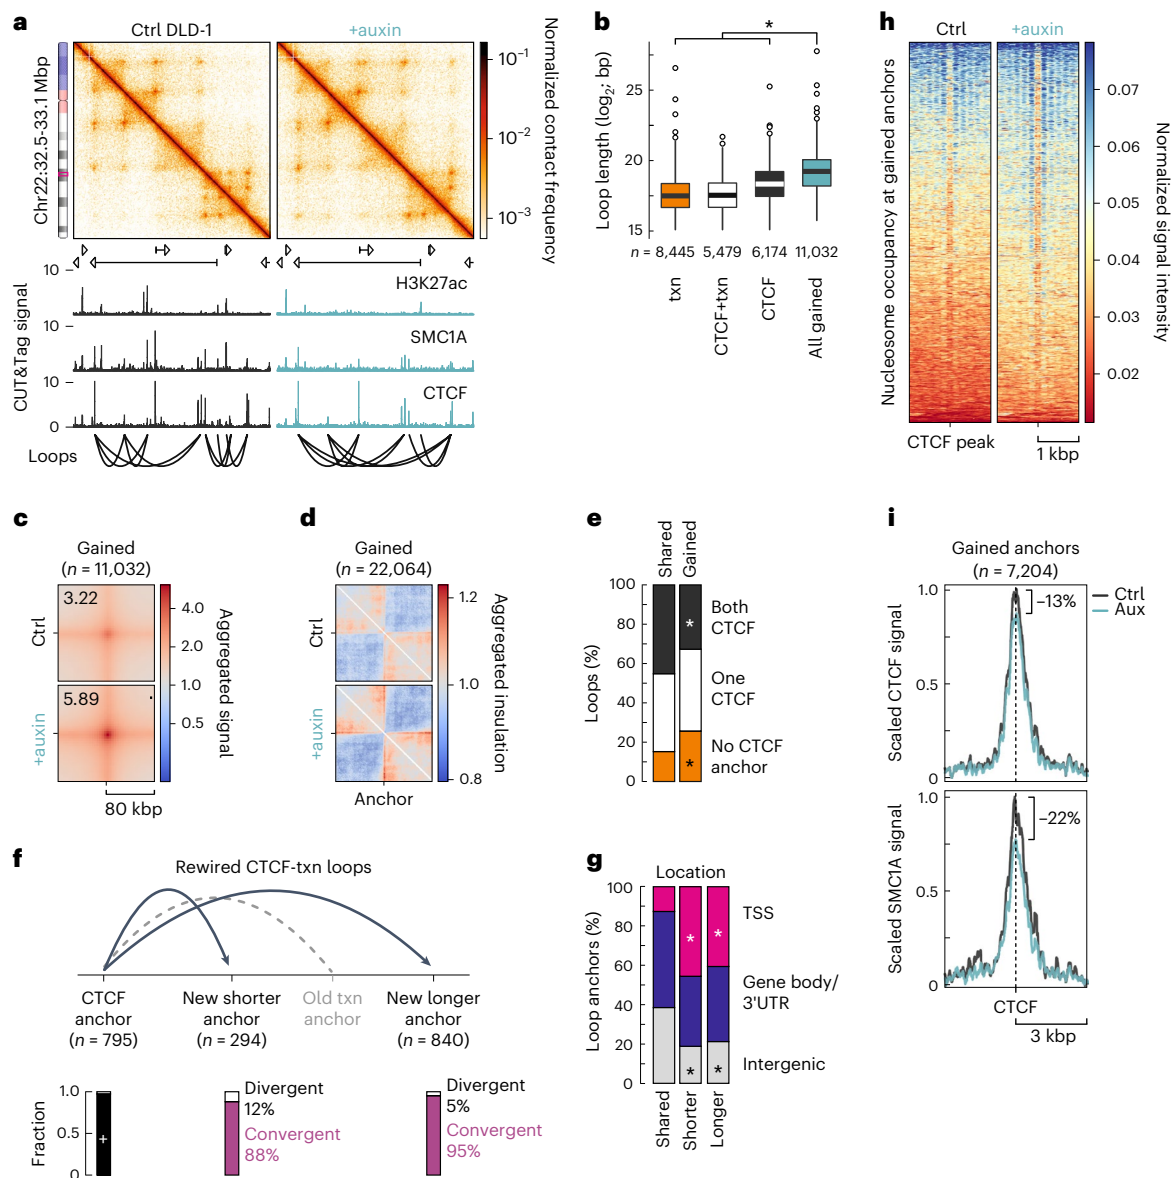 a
Ctrl DLD-1
+auxin
Chr22:32.5-33.1 Mbp
10⁻¹
10⁻²
10⁻³
Normalized contact frequency
CUT&Tag signal
10
H3K27ac
10
SMC1A
10
CTCF
0
Loops
b
*
Loop length (log₂; bp)
25
20
15
n = 8,445 5,479 6,174 11,032
txn
CTCF+txn
CTCF
All gained
h
Ctrl
+auxin
Nucleosome occupancy at gained anchors
0.07
0.06
0.05
0.04
0.03
0.02
Normalized signal intensity
CTCF peak
1 kbp
c
Gained
(n = 11,032)
Ctrl
3.22
+auxin
5.89
4.0
2.0
1.0
0.5
Aggregated signal
80 kbp
d
Gained
(n = 22,064)
Ctrl
+auxin
1.2
1.0
0.8
Aggregated insulation
Anchor
e
Shared
Gained
Loops (%)
100
80
60
40
20
0
*
*
Both
CTCF
One
CTCF
No CTCF
anchor
i
Gained anchors
(n = 7,204)
Ctrl
Aux
Scaled CTCF signal
1.0
0.5
0
–13%
Scaled SMC1A signal
1.0
0.5
0
–22%
CTCF
3 kbp
f
Rewired CTCF-txn loops
CTCF
anchor
(n = 795)
New shorter
anchor
(n = 294)
Old txn
anchor
New longer
anchor
(n = 840)
Fraction
1.0
0.5
0
+
Divergent
12%
Convergent
88%
Divergent
5%
Convergent
95%
g
Location
Loop anchors (%)
100
80
60
40
20
0
*
*
*
*
TSS
Gene body/
3'UTR
Intergenic
Shared
Shorter
Longer